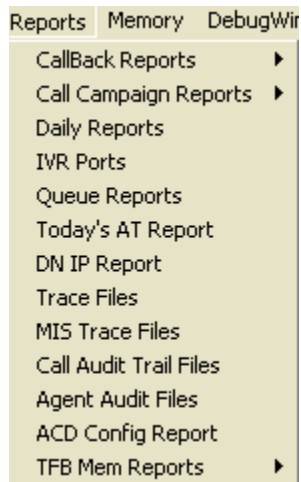 Reports Memory DebugWin
CallBack Reports
Call Campaign Reports
Daily Reports
IVR Ports
Queue Reports
Today's AT Report
DN IP Report
Trace Files
MIS Trace Files
Call Audit Trail Files
Agent Audit Files
ACD Config Report
TFB Mem Reports